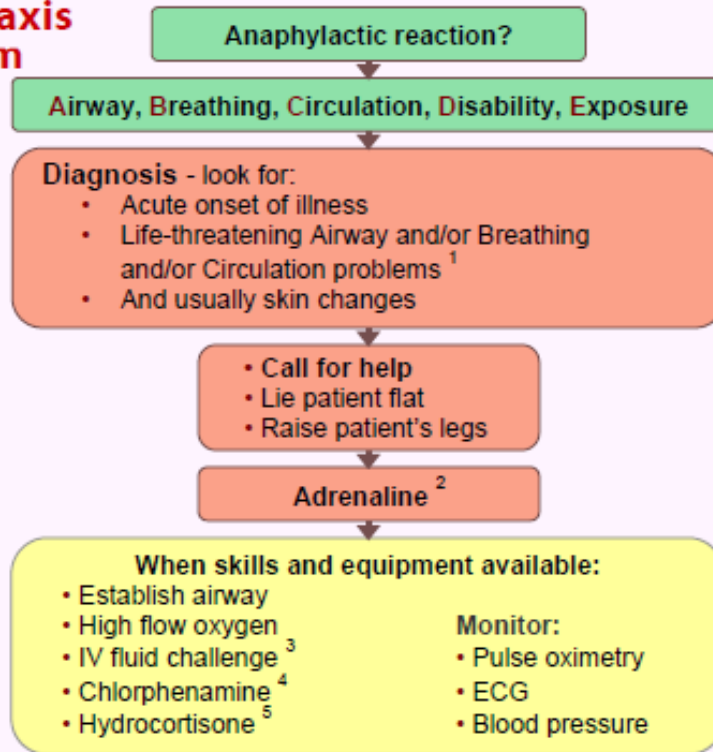 axis
m
Anaphylactic reaction?
Airway, Breathing, Circulation, Disability, Exposure
Diagnosis - look for:
• Acute onset of illness
• Life-threatening Airway and/or Breathing
and/or Circulation problems 1
• And usually skin changes
• Call for help
• Lie patient flat
• Raise patient's legs
Adrenaline 2
When skills and equipment available:
• Establish airway
• High flow oxygen
• IV fluid challenge 3
• Chlorphenamine 4
• Hydrocortisone 5
Monitor:
• Pulse oximetry
• ECG
• Blood pressure